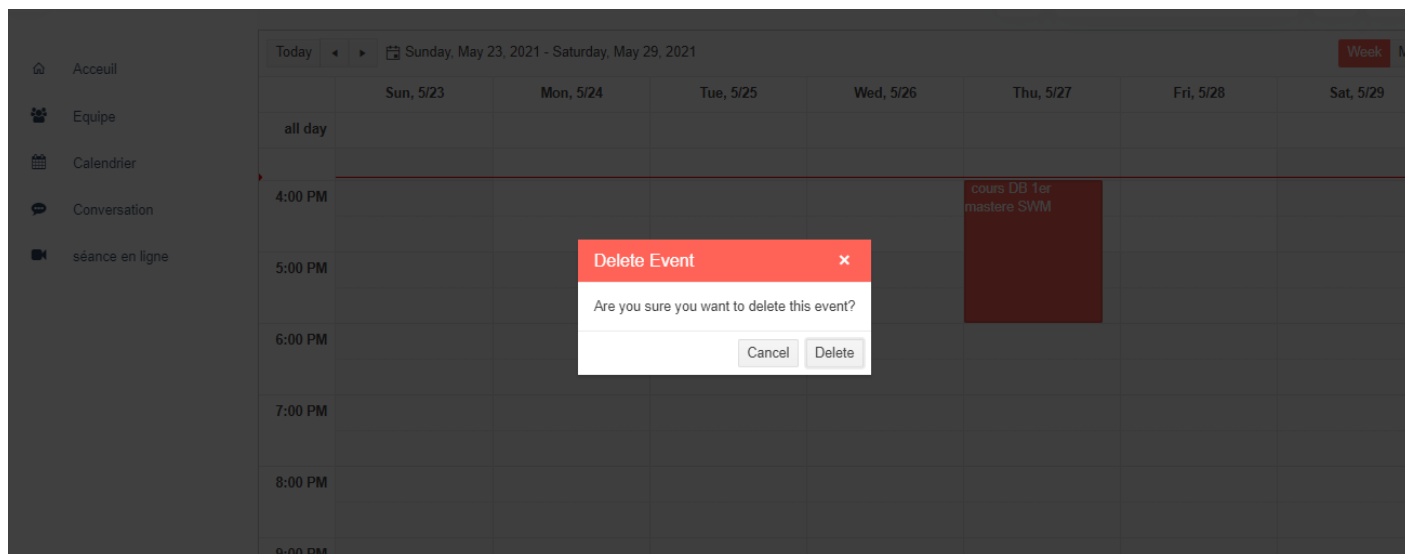 Today Sunday, May 23, 2021 - Saturday, May 29, 2021 Week M
Acceuil
Equipe
Calendrier
Conversation
séance en ligne
Sun, 5/23 Mon, 5/24 Tue, 5/25 Wed, 5/26 Thu, 5/27 Fri, 5/28 Sat, 5/29
all day
4:00 PM
cours DB 1er
mastere SWM
5:00 PM
6:00 PM
7:00 PM
8:00 PM
9:00 PM
Delete Event ×
Are you sure you want to delete this event?
Cancel Delete